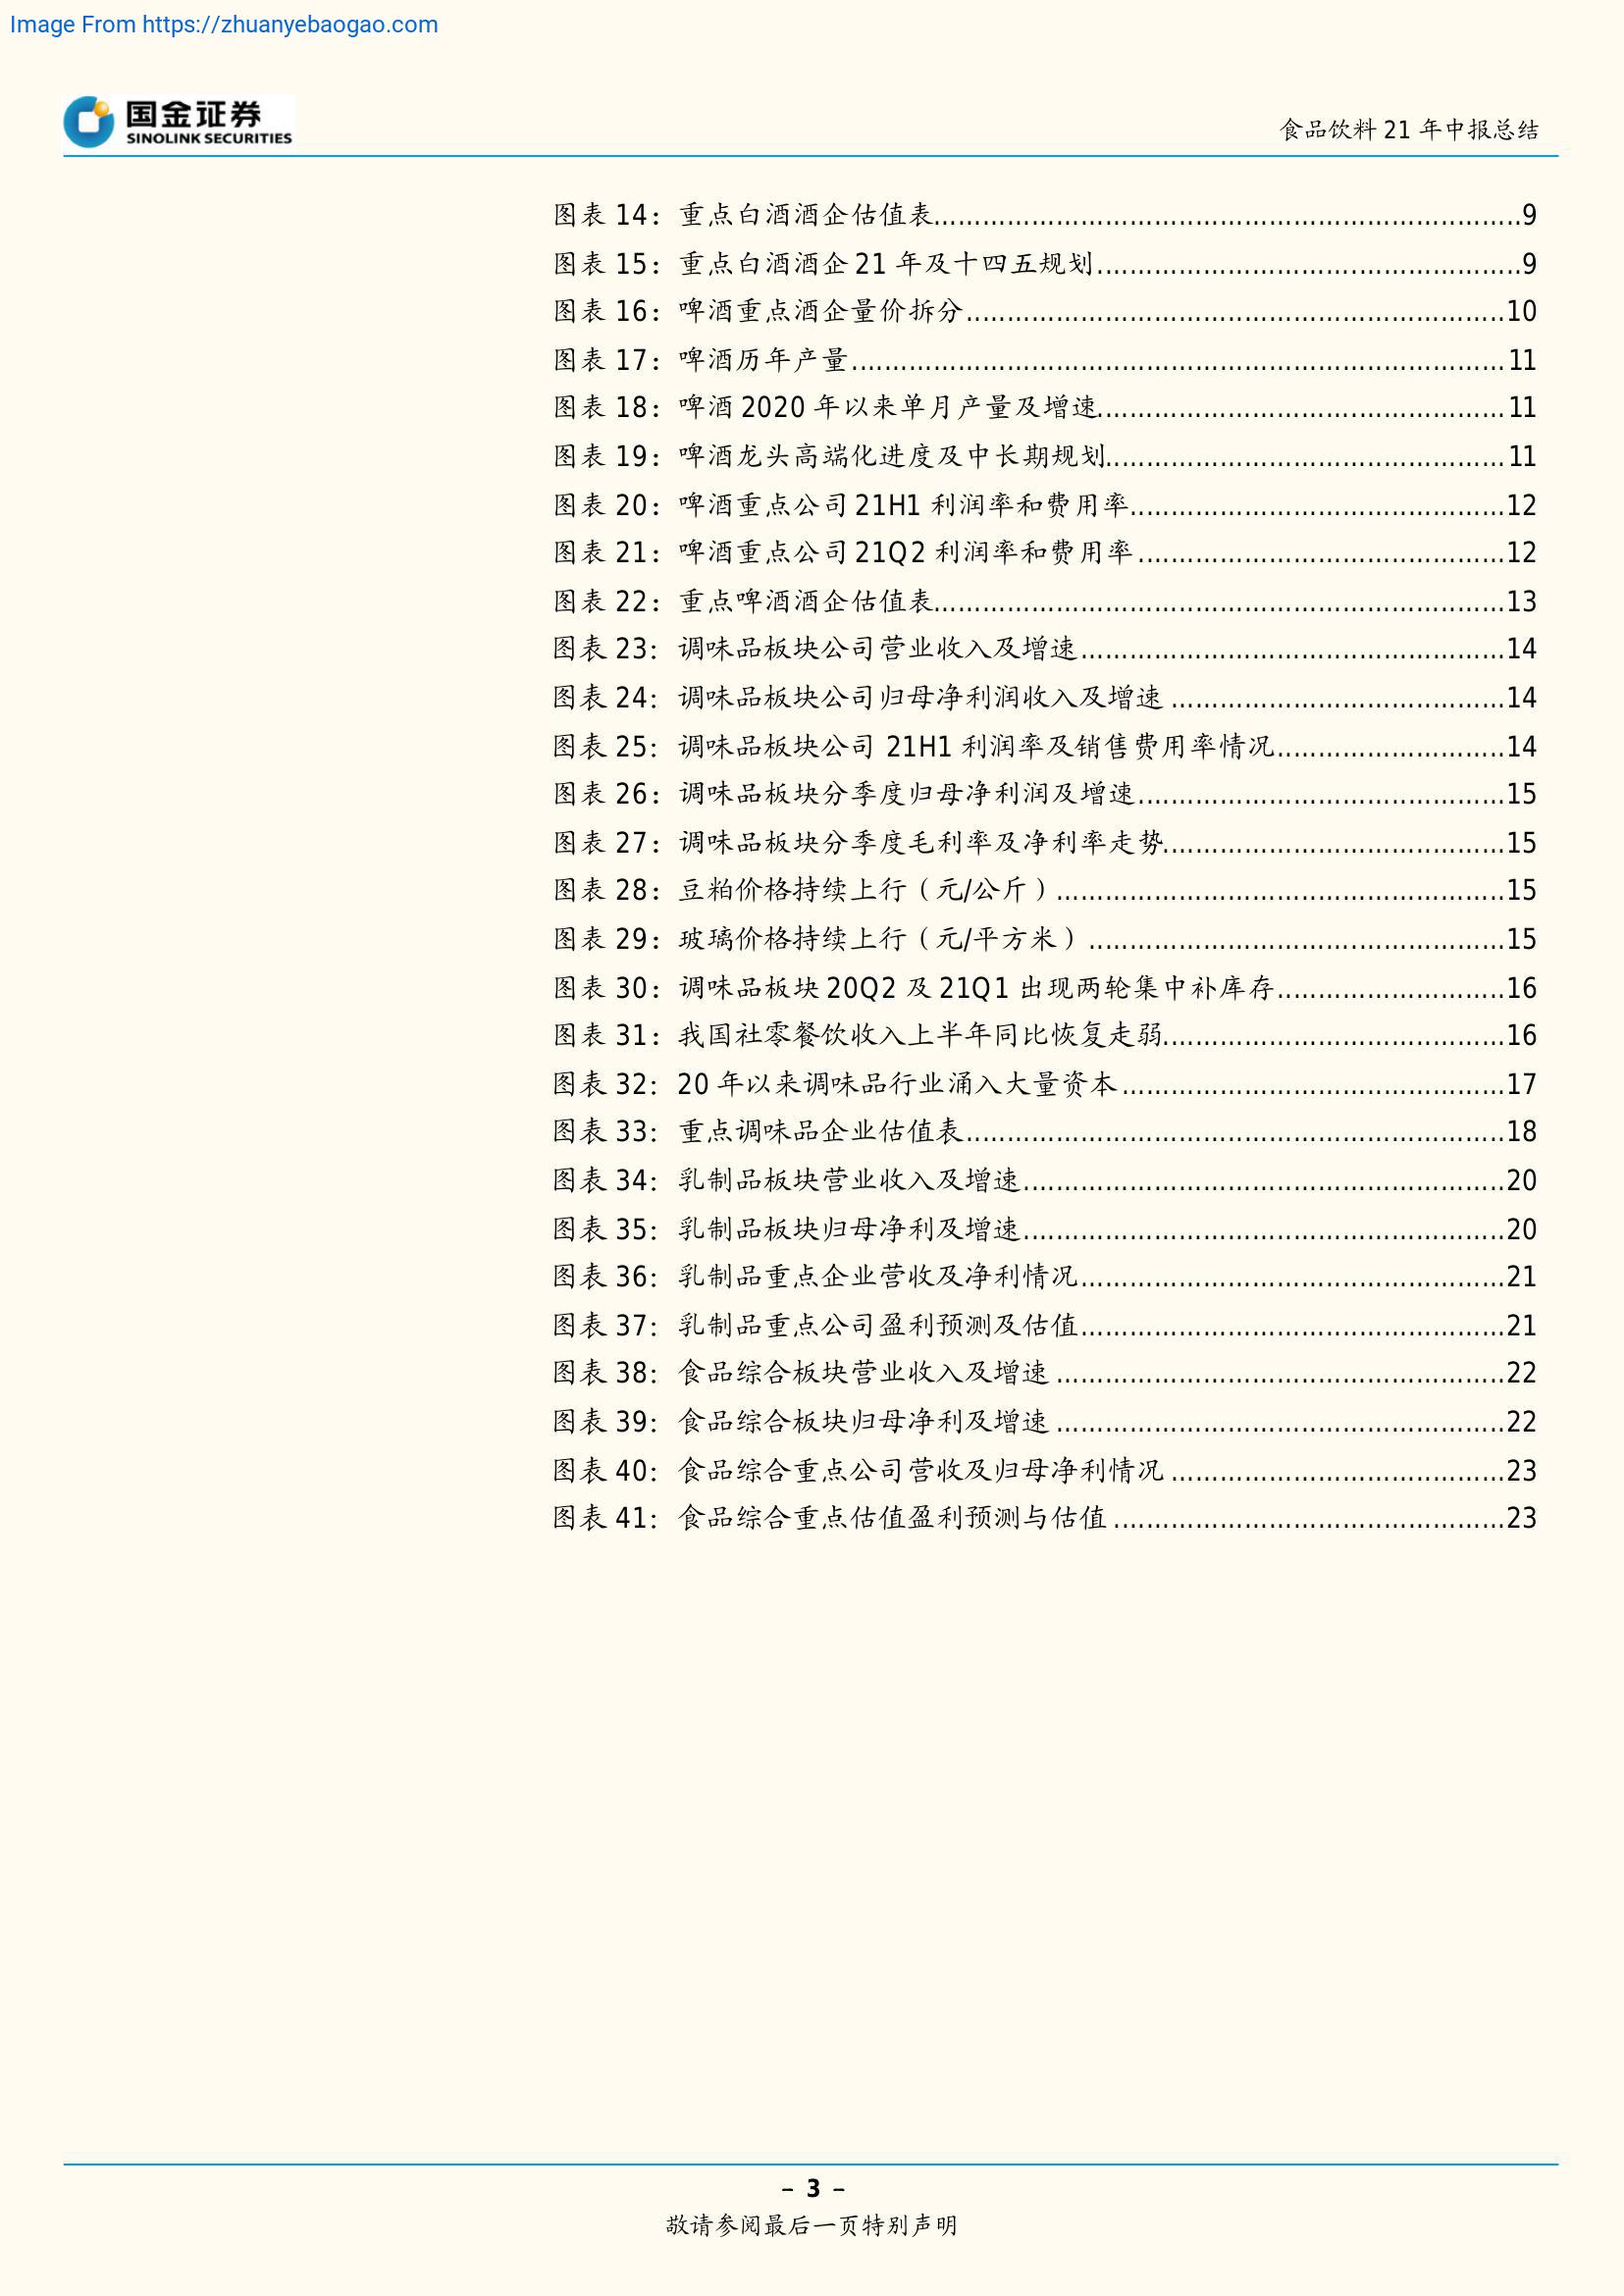 Image From https://zhuanyebaogao.com
国金证券
SINOLINK SECURITIES
食品饮料 21 年中报总结
图表 14：重点白酒酒企估值表........................................................................9
图表 15：重点白酒酒企 21 年及十四五规划....................................................9
图表 16：啤酒重点酒企量价拆分..................................................................10
图表 17：啤酒历年产量................................................................................11
图表 18：啤酒 2020 年以来单月产量及增速..................................................11
图表 19：啤酒龙头高端化进度及中长期规划.................................................11
图表 20：啤酒重点公司 21H1 利润率和费用率..............................................12
图表 21：啤酒重点公司 21Q2 利润率和费用率.............................................12
图表 22：重点啤酒酒企估值表......................................................................13
图表 23：调味品板块公司营业收入及增速....................................................14
图表 24：调味品板块公司归母净利润收入及增速.........................................14
图表 25：调味品板块公司 21H1 利润率及销售费用率情况............................14
图表 26：调味品板块分季度归母净利润及增速.............................................15
图表 27：调味品板块分季度毛利率及净利率走势..........................................15
图表 28：豆粕价格持续上行（元/公斤）.......................................................15
图表 29：玻璃价格持续上行（元/平方米）...................................................15
图表 30：调味品板块 20Q2 及 21Q1 出现两轮集中补库存............................16
图表 31：我国社零餐饮收入上半年同比恢复走弱..........................................16
图表 32：20 年以来调味品行业涌入大量资本...............................................17
图表 33：重点调味品企业估值表..................................................................18
图表 34：乳制品板块营业收入及增速...........................................................20
图表 35：乳制品板块归母净利及增速...........................................................20
图表 36：乳制品重点企业营收及净利情况....................................................21
图表 37：乳制品重点公司盈利预测及估值....................................................21
图表 38：食品综合板块营业收入及增速.......................................................22
图表 39：食品综合板块归母净利及增速.......................................................22
图表 40：食品综合重点公司营收及归母净利情况.........................................23
图表 41：食品综合重点估值盈利预测与估值................................................23
- 3 -
敬请参阅最后一页特别声明